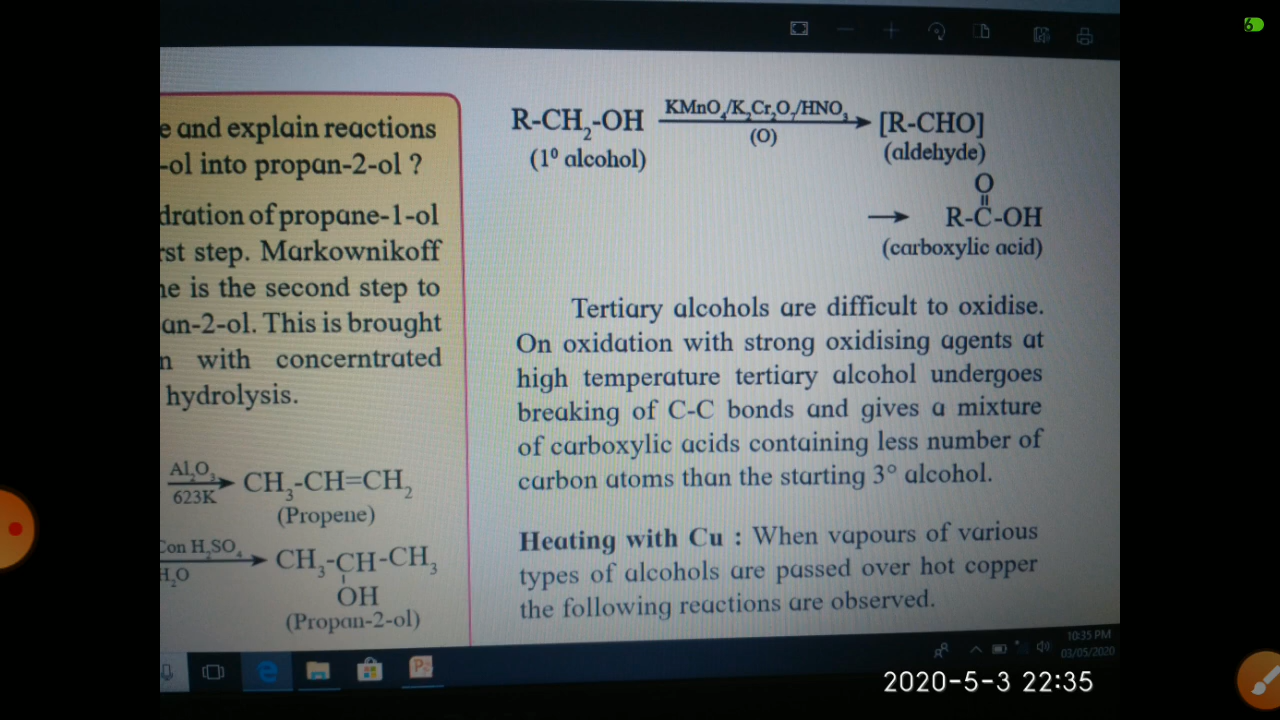 e and explain reactions
-ol into propan-2-ol ?
dration of propane-1-ol
rst step. Markownikoff
ne is the second step to
an-2-ol. This is brought
n with concerntrated
hydrolysis.
Al₂O₃
623K
CH₃-CH=CH₂
(Propene)
Con H₂SO₄
H₂O
CH₃-CH-CH₃
OH
(Propan-2-ol)
R-CH₂-OH
KMnO₄/K₂Cr₂O₇/HNO₃
(O)
[R-CHO]
(1⁰ alcohol)
(aldehyde)
O
R-C-OH
(carboxylic acid)
Tertiary alcohols are difficult to oxidise.
On oxidation with strong oxidising agents at
high temperature tertiary alcohol undergoes
breaking of C-C bonds and gives a mixture
of carboxylic acids containing less number of
carbon atoms than the starting 3° alcohol.
Heating with Cu : When vapours of various
types of alcohols are passed over hot copper
the following reactions are observed.
10:35 PM
03/05/2020
2020-5-3 22:35
6